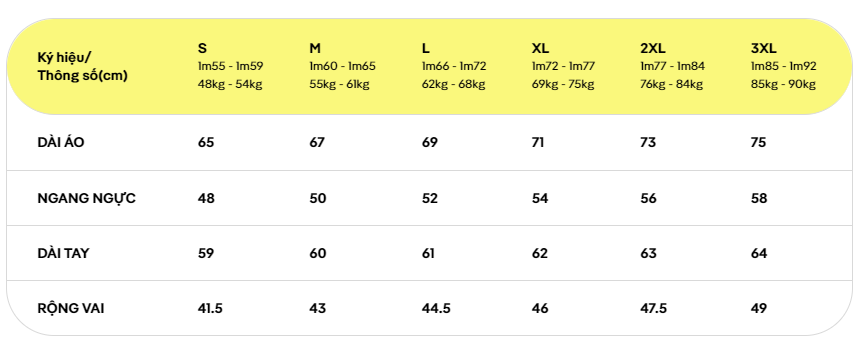 Ký hiệu/ Thông số(cm)
S 1m55 - 1m59 48kg - 54kg
M 1m60 - 1m65 55kg - 61kg
L 1m66 - 1m72 62kg - 68kg
XL 1m72 - 1m77 69kg - 75kg
2XL 1m77 - 1m84 76kg - 84kg
3XL 1m85 - 1m92 85kg - 90kg
DÀI ÁO 65 67 69 71 73 75
NGANG NGỰC 48 50 52 54 56 58
DÀI TAY 59 60 61 62 63 64
RỘNG VAI 41.5 43 44.5 46 47.5 49